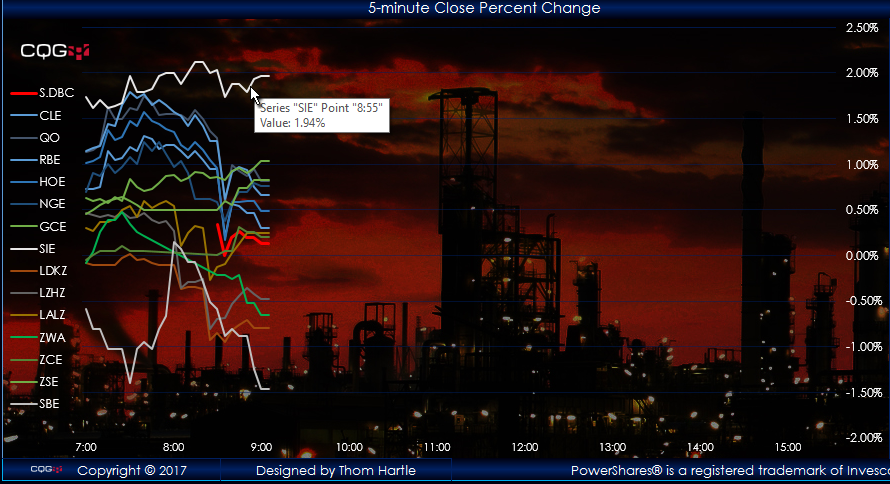 5-minute Close Percent Change
CQG
2.50%
2.00%
1.50%
1.00%
0.50%
0.00%
-0.50%
-1.00%
-1.50%
-2.00%
S.DBC
CLE
QO
RBE
HOE
NGE
GCE
SIE
LDKZ
LZHZ
LALZ
ZWA
ZCE
ZSE
SBE
Series "SIE" Point "8:55"
Value: 1.94%
7:00 8:00 9:00 10:00 11:00 12:00 13:00 14:00 15:00
CQG Copyright © 2017 Designed by Thom Hartle PowerShares® is a registered trademark of Invesco